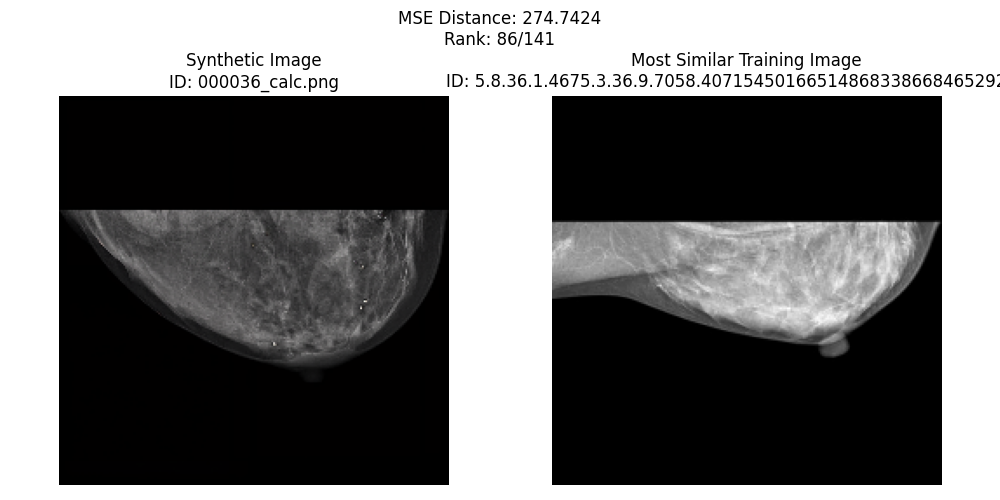 MSE Distance: 274.7424
Rank: 86/141
Synthetic Image
ID: 000036_calc.png
Most Similar Training Image
ID: 5.8.36.1.4675.3.36.9.7058.40715450166514868338668465292